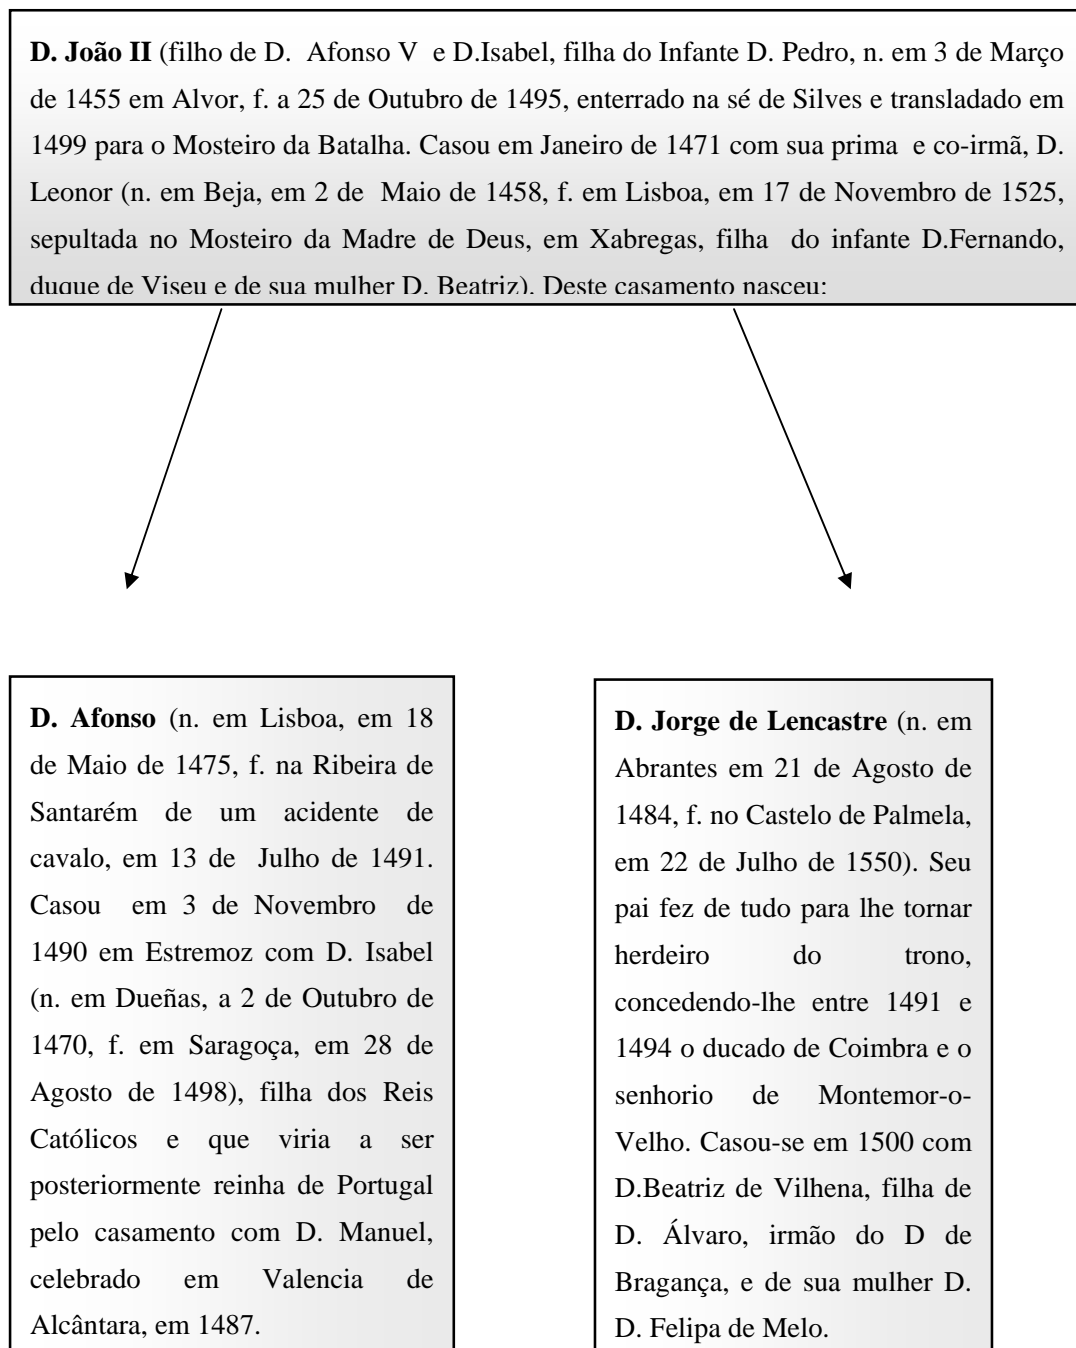 D. João II (filho de D. Afonso V e D.Isabel, filha do Infante D. Pedro, n. em 3 de Março
de 1455 em Alvor, f. a 25 de Outubro de 1495, enterrado na sé de Silves e transladado em
1499 para o Mosteiro da Batalha. Casou em Janeiro de 1471 com sua prima e co-irmã, D.
Leonor (n. em Beja, em 2 de Maio de 1458, f. em Lisboa, em 17 de Novembro de 1525,
sepultada no Mosteiro da Madre de Deus, em Xabregas, filha do infante D.Fernando,
duque de Viseu e de sua mulher D. Beatriz). Deste casamento nasceu:
D. Afonso (n. em Lisboa, em 18
de Maio de 1475, f. na Ribeira de
Santarém de um acidente de
cavalo, em 13 de Julho de 1491.
Casou em 3 de Novembro de
1490 em Estremoz com D. Isabel
(n. em Dueñas, a 2 de Outubro de
1470, f. em Saragoça, em 28 de
Agosto de 1498), filha dos Reis
Católicos e que viria a ser
posteriormente reinha de Portugal
pelo casamento com D. Manuel,
celebrado em Valencia de
Alcântara, em 1487.
D. Jorge de Lencastre (n. em
Abrantes em 21 de Agosto de
1484, f. no Castelo de Palmela,
em 22 de Julho de 1550). Seu
pai fez de tudo para lhe tornar
herdeiro do trono,
concedendo-lhe entre 1491 e
1494 o ducado de Coimbra e o
senhorio de Montemor-o-
Velho. Casou-se em 1500 com
D.Beatriz de Vilhena, filha de
D. Álvaro, irmão do D de
Bragança, e de sua mulher D.
D. Felipa de Melo.